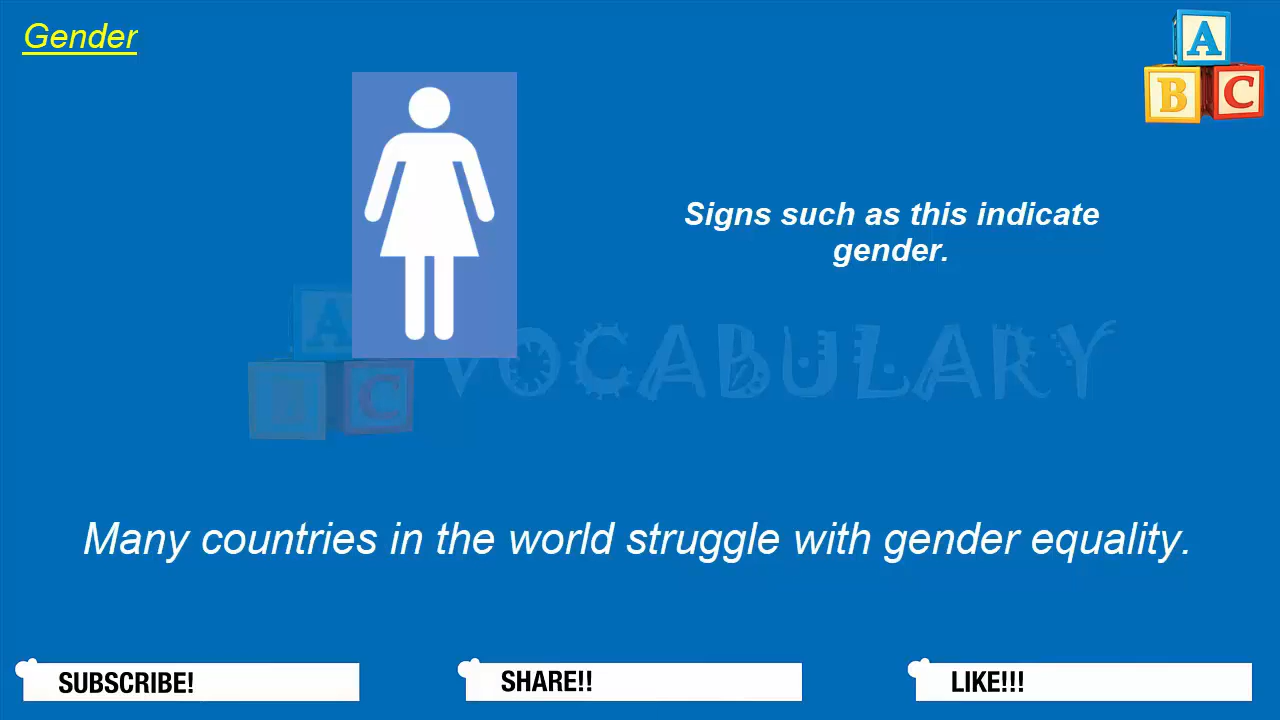 Gender
A
B C
Signs such as this indicate
gender.
A
B C
VOCABULARY
Many countries in the world struggle with gender equality.
SUBSCRIBE!
SHARE!!
LIKE!!!